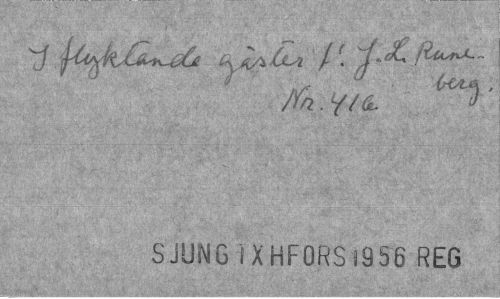 I flyktande gäster! J. L. Rune-
berg.
Nr. 416
SJUNG IX HFORS 1956 REG